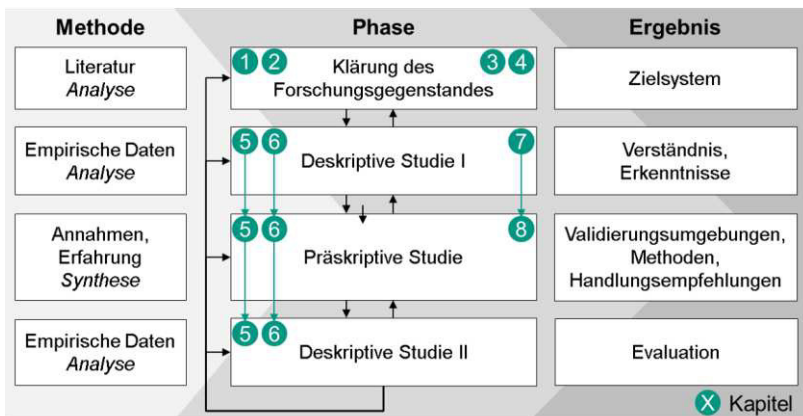 Methode
Phase
Ergebnis
Literatur
Analyse
1 2
Klärung des
Forschungsgegenstandes
3 4
Zielsystem
Empirische Daten
Analyse
5 6
Deskriptive Studie I
7
Verständnis,
Erkenntnisse
Annahmen,
Erfahrung
Synthese
5 6
Präskriptive Studie
8
Validierungsumgebungen,
Methoden,
Handlungsempfehlungen
Empirische Daten
Analyse
5 6
Deskriptive Studie II
Evaluation
X Kapitel